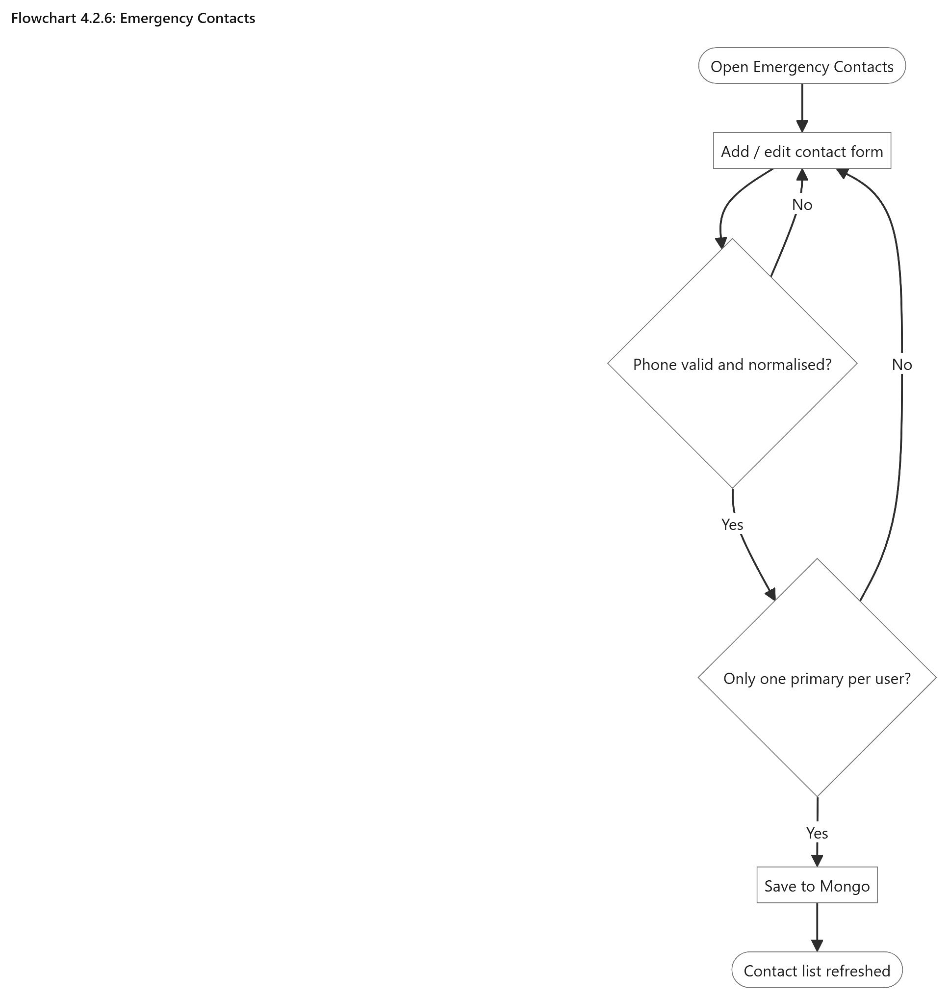 Flowchart 4.2.6: Emergency Contacts
Open Emergency Contacts
Add / edit contact form
No
Phone valid and normalised?
No
Yes
Only one primary per user?
Yes
Save to Mongo
Contact list refreshed